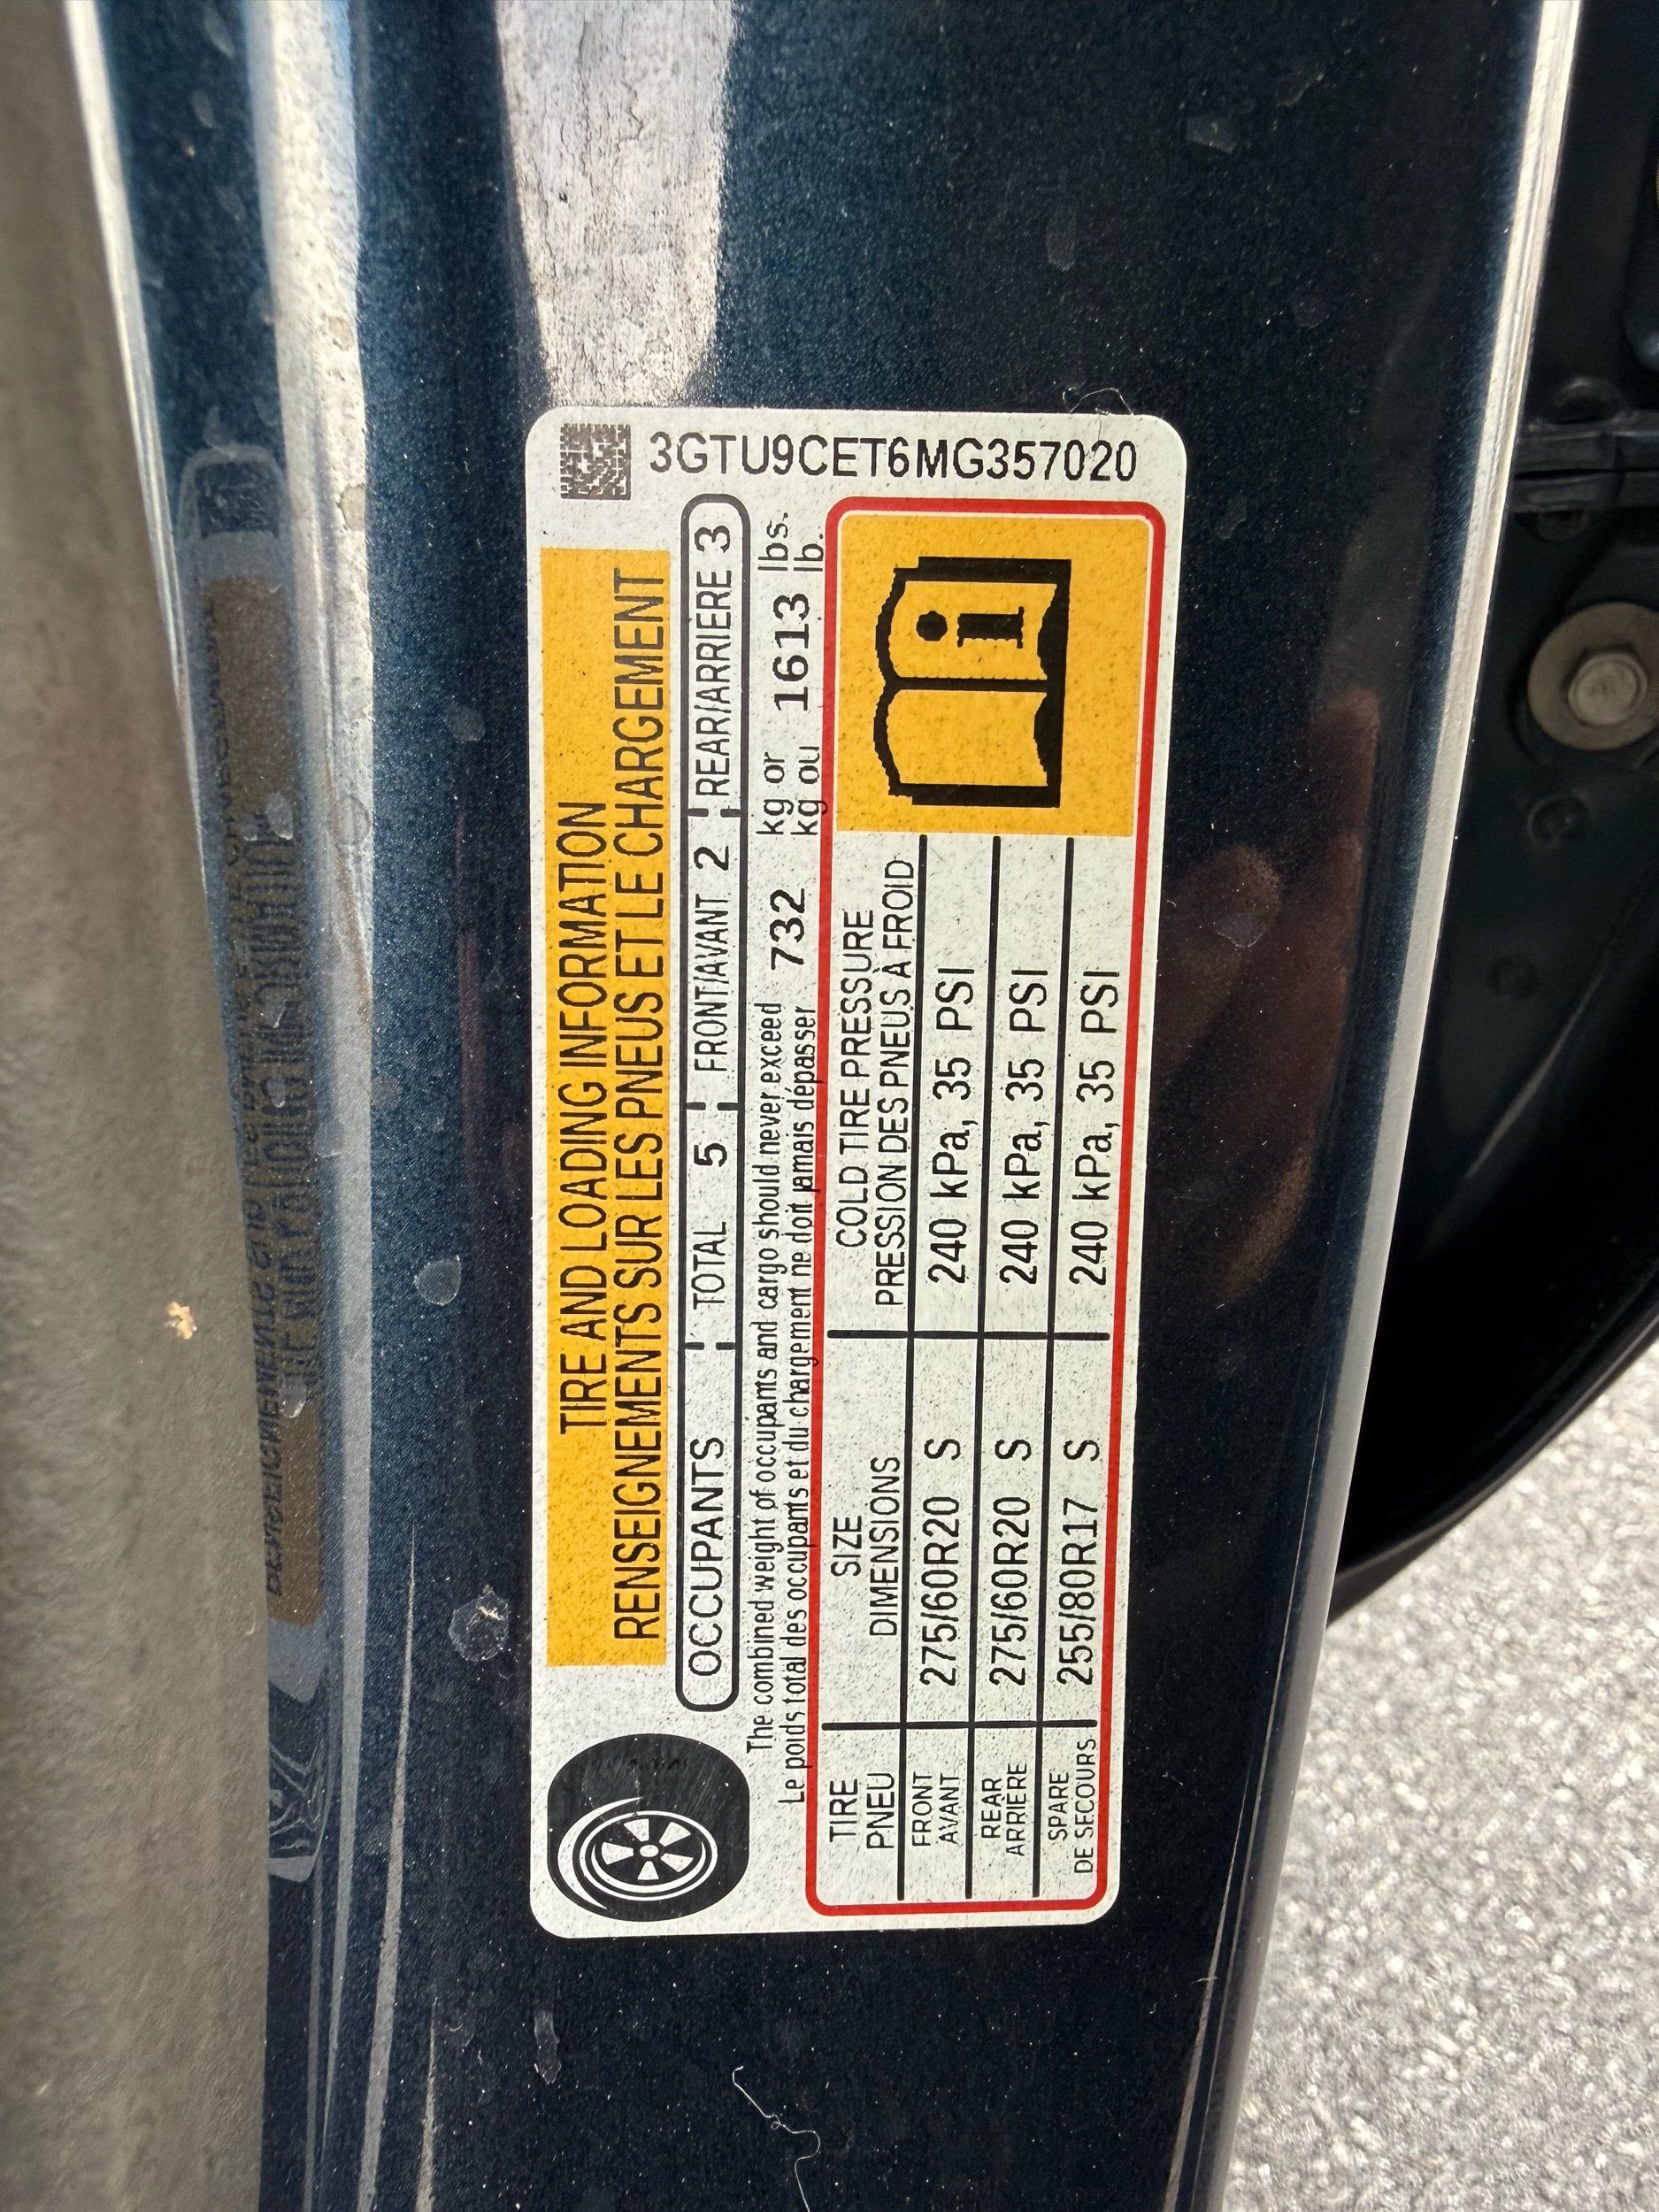 3GTU9CET6MG357020
TIRE AND LOADING INFORMATION
RENSEIGNEMENTS SUR LES PNEUS ET LE CHARGEMENT
OCCUPANTS TOTAL 5 FRONT/AVANT 2 REAR/ARRIERE 3
The combined weight of occupants and cargo should never exceed 732 kg or 1613 lbs.
Le poids total des occupants et du chargement ne doit jamais dépasser kg ou lb.
TIRE SIZE COLD TIRE PRESSURE
PNEU DIMENSIONS PRESSION DES PNEUS À FROID
FRONT
AVANT
275/60R20 S 240 kPa, 35 PSI
REAR
ARRIÈRE
275/60R20 S 240 kPa, 35 PSI
SPARE
DE SECOURS
255/80R17 S 240 kPa, 35 PSI
i